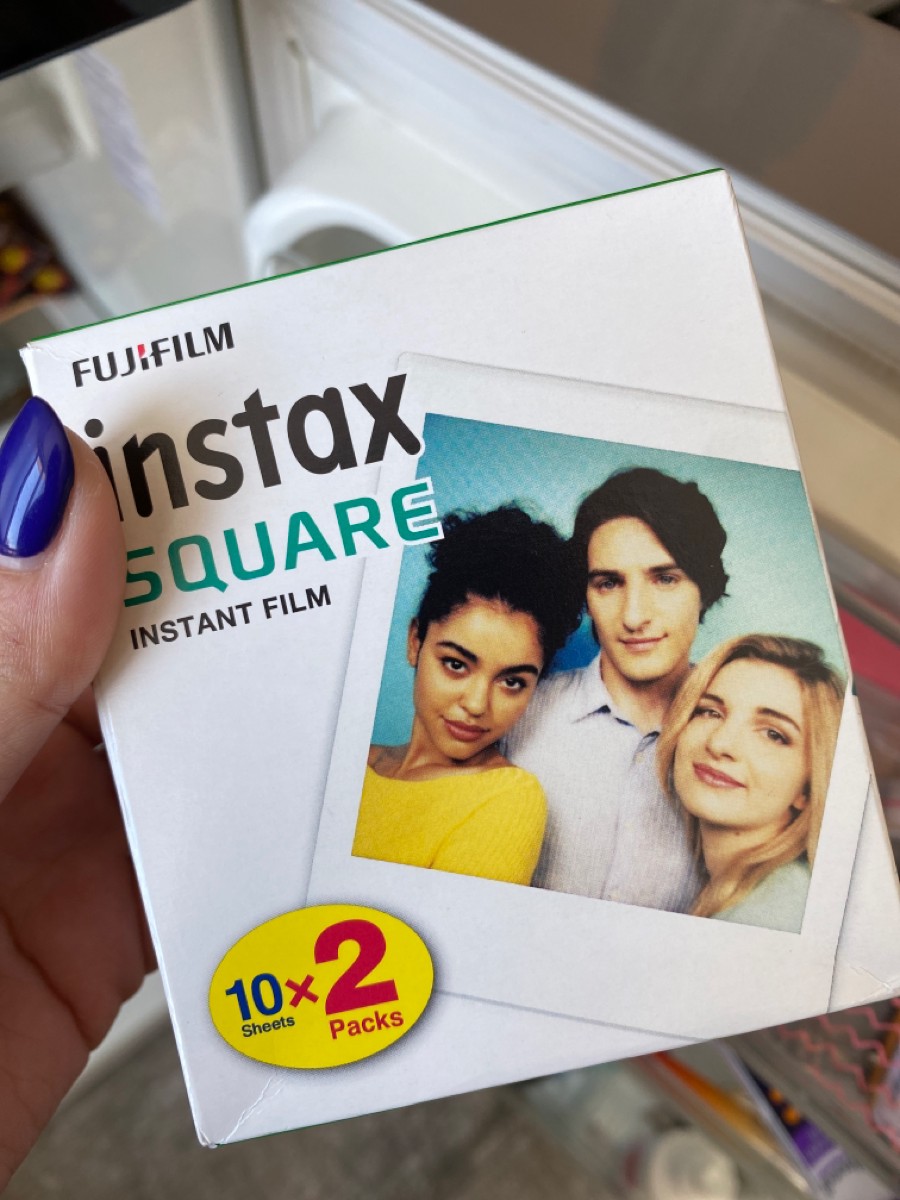 FUJIFILM
instax
SQUARE
INSTANT FILM
10 Sheets × 2 Packs